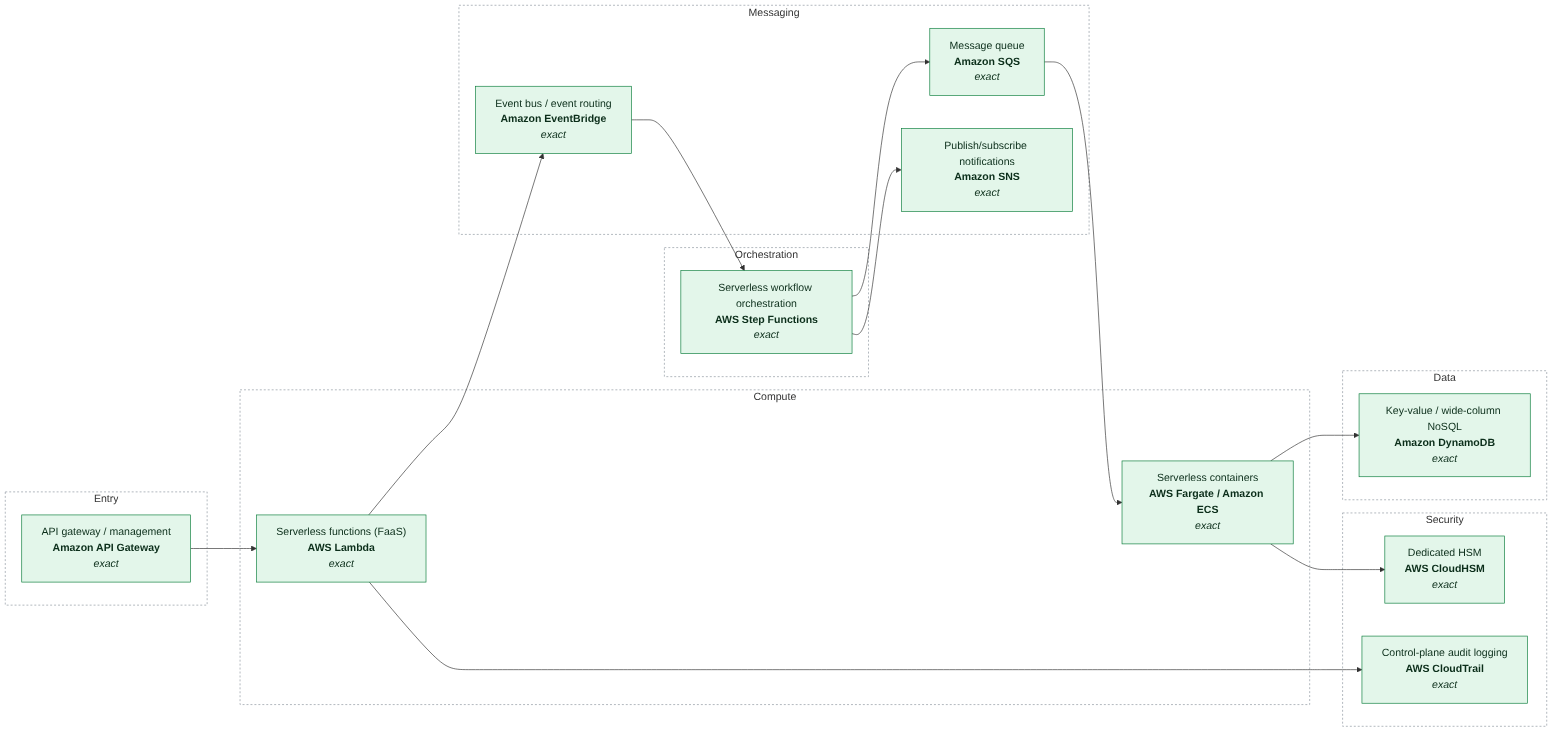 Messaging
Message queue
Amazon SQS
exact
Event bus / event routing
Amazon EventBridge
exact
Publish/subscribe
notifications
Amazon SNS
exact
Orchestration
Serverless workflow
orchestration
AWS Step Functions
exact
Compute
Data
Key-value / wide-column
NoSQL
Amazon DynamoDB
exact
Entry
API gateway / management
Amazon API Gateway
exact
Serverless functions (FaaS)
AWS Lambda
exact
Serverless containers
AWS Fargate / Amazon
ECS
exact
Security
Dedicated HSM
AWS CloudHSM
exact
Control-plane audit logging
AWS CloudTrail
exact